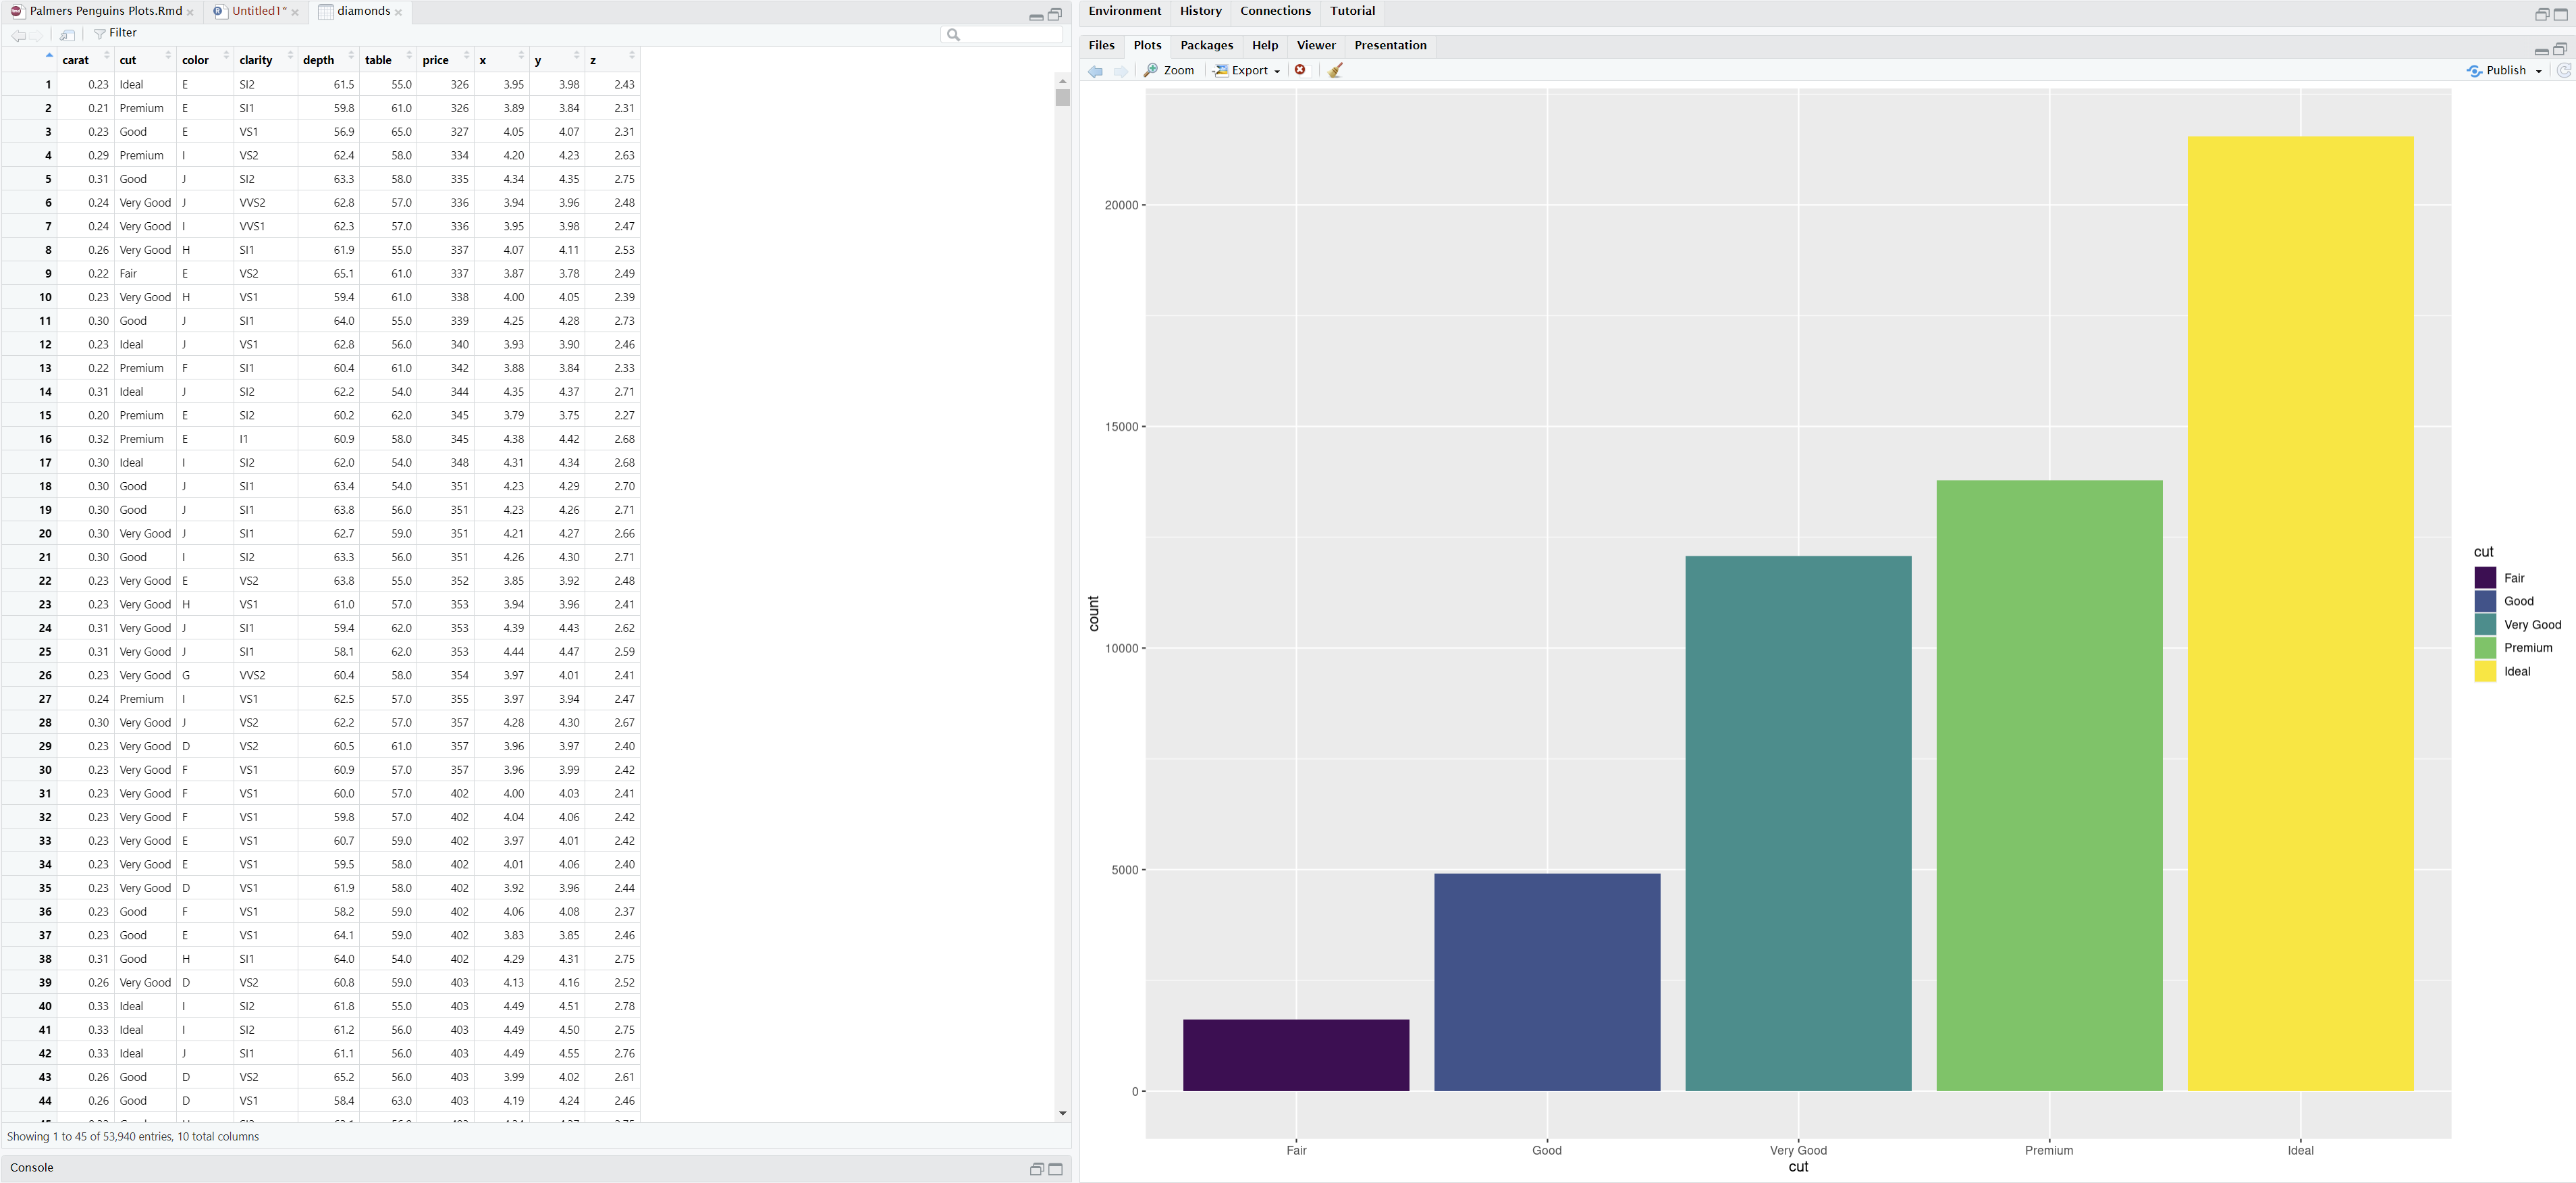 Palmers Penguins Plots.Rmd Untitled1* diamonds
Filter
carat cut color clarity depth table price x y z
1 0.23 Ideal E SI2 61.5 55.0 326 3.95 3.98 2.43
2 0.21 Premium E SI1 59.8 61.0 326 3.89 3.84 2.31
3 0.23 Good E VS1 56.9 65.0 327 4.05 4.07 2.31
4 0.29 Premium I VS2 62.4 58.0 334 4.20 4.23 2.63
5 0.31 Good J SI2 63.3 58.0 335 4.34 4.35 2.75
6 0.24 Very Good J VVS2 62.8 57.0 336 3.94 3.96 2.48
7 0.24 Very Good I VVS1 62.3 57.0 336 3.95 3.98 2.47
8 0.26 Very Good H SI1 61.9 55.0 337 4.07 4.11 2.53
9 0.22 Fair E VS2 65.1 61.0 337 3.87 3.78 2.49
10 0.23 Very Good H VS1 59.4 61.0 338 4.00 4.05 2.39
11 0.30 Good J SI1 64.0 55.0 339 4.25 4.28 2.73
12 0.23 Ideal J VS1 62.8 56.0 340 3.93 3.90 2.46
13 0.22 Premium F SI1 60.4 61.0 342 3.88 3.84 2.33
14 0.31 Ideal J SI2 62.2 54.0 344 4.35 4.37 2.71
15 0.20 Premium E SI2 60.2 62.0 345 3.79 3.75 2.27
16 0.32 Premium E I1 60.9 58.0 345 4.38 4.42 2.68
17 0.30 Ideal I SI2 62.0 54.0 348 4.31 4.34 2.68
18 0.30 Good J SI1 63.4 54.0 351 4.23 4.29 2.70
19 0.30 Good J SI1 63.8 56.0 351 4.23 4.26 2.71
20 0.30 Very Good J SI1 62.7 59.0 351 4.21 4.27 2.66
21 0.30 Good I SI2 63.3 56.0 351 4.26 4.30 2.71
22 0.23 Very Good E VS2 63.8 55.0 352 3.85 3.92 2.48
23 0.23 Very Good H VS1 61.0 57.0 353 3.94 3.96 2.41
24 0.31 Very Good J SI1 59.4 62.0 353 4.39 4.43 2.62
25 0.31 Very Good J SI1 58.1 62.0 353 4.44 4.47 2.59
26 0.23 Very Good G VVS2 60.4 58.0 354 3.97 4.01 2.41
27 0.24 Premium I VS1 62.5 57.0 355 3.97 3.94 2.47
28 0.30 Very Good J VS2 62.2 57.0 357 4.28 4.30 2.67
29 0.23 Very Good D VS2 60.5 61.0 357 3.96 3.97 2.40
30 0.23 Very Good F VS1 60.9 57.0 357 3.96 3.99 2.42
31 0.23 Very Good F VS1 60.0 57.0 402 4.00 4.03 2.41
32 0.23 Very Good F VS1 59.8 57.0 402 4.04 4.06 2.42
33 0.23 Very Good E VS1 60.7 59.0 402 3.97 4.01 2.42
34 0.23 Very Good E VS1 59.5 58.0 402 4.01 4.06 2.40
35 0.23 Very Good D VS1 61.9 58.0 402 3.92 3.96 2.44
36 0.23 Good F VS1 58.2 59.0 402 4.06 4.08 2.37
37 0.23 Good E VS1 64.1 59.0 402 3.83 3.85 2.46
38 0.31 Good H SI1 64.0 54.0 402 4.29 4.31 2.75
39 0.26 Very Good D VS2 60.8 59.0 403 4.13 4.16 2.52
40 0.33 Ideal I SI2 61.8 55.0 403 4.49 4.51 2.78
41 0.33 Ideal I SI2 61.2 56.0 403 4.49 4.50 2.75
42 0.33 Ideal J SI1 61.1 56.0 403 4.49 4.55 2.76
43 0.26 Good D VS2 65.2 56.0 403 3.99 4.02 2.61
44 0.26 Good D VS1 58.4 63.0 403 4.19 4.24 2.46
Showing 1 to 45 of 53,940 entries, 10 total columns
Console
Environment History Connections Tutorial
Files Plots Packages Help Viewer Presentation
Zoom Export Publish
20000
15000
10000
5000
0
count
Fair Good Very Good Premium Ideal
cut
cut
Fair
Good
Very Good
Premium
Ideal